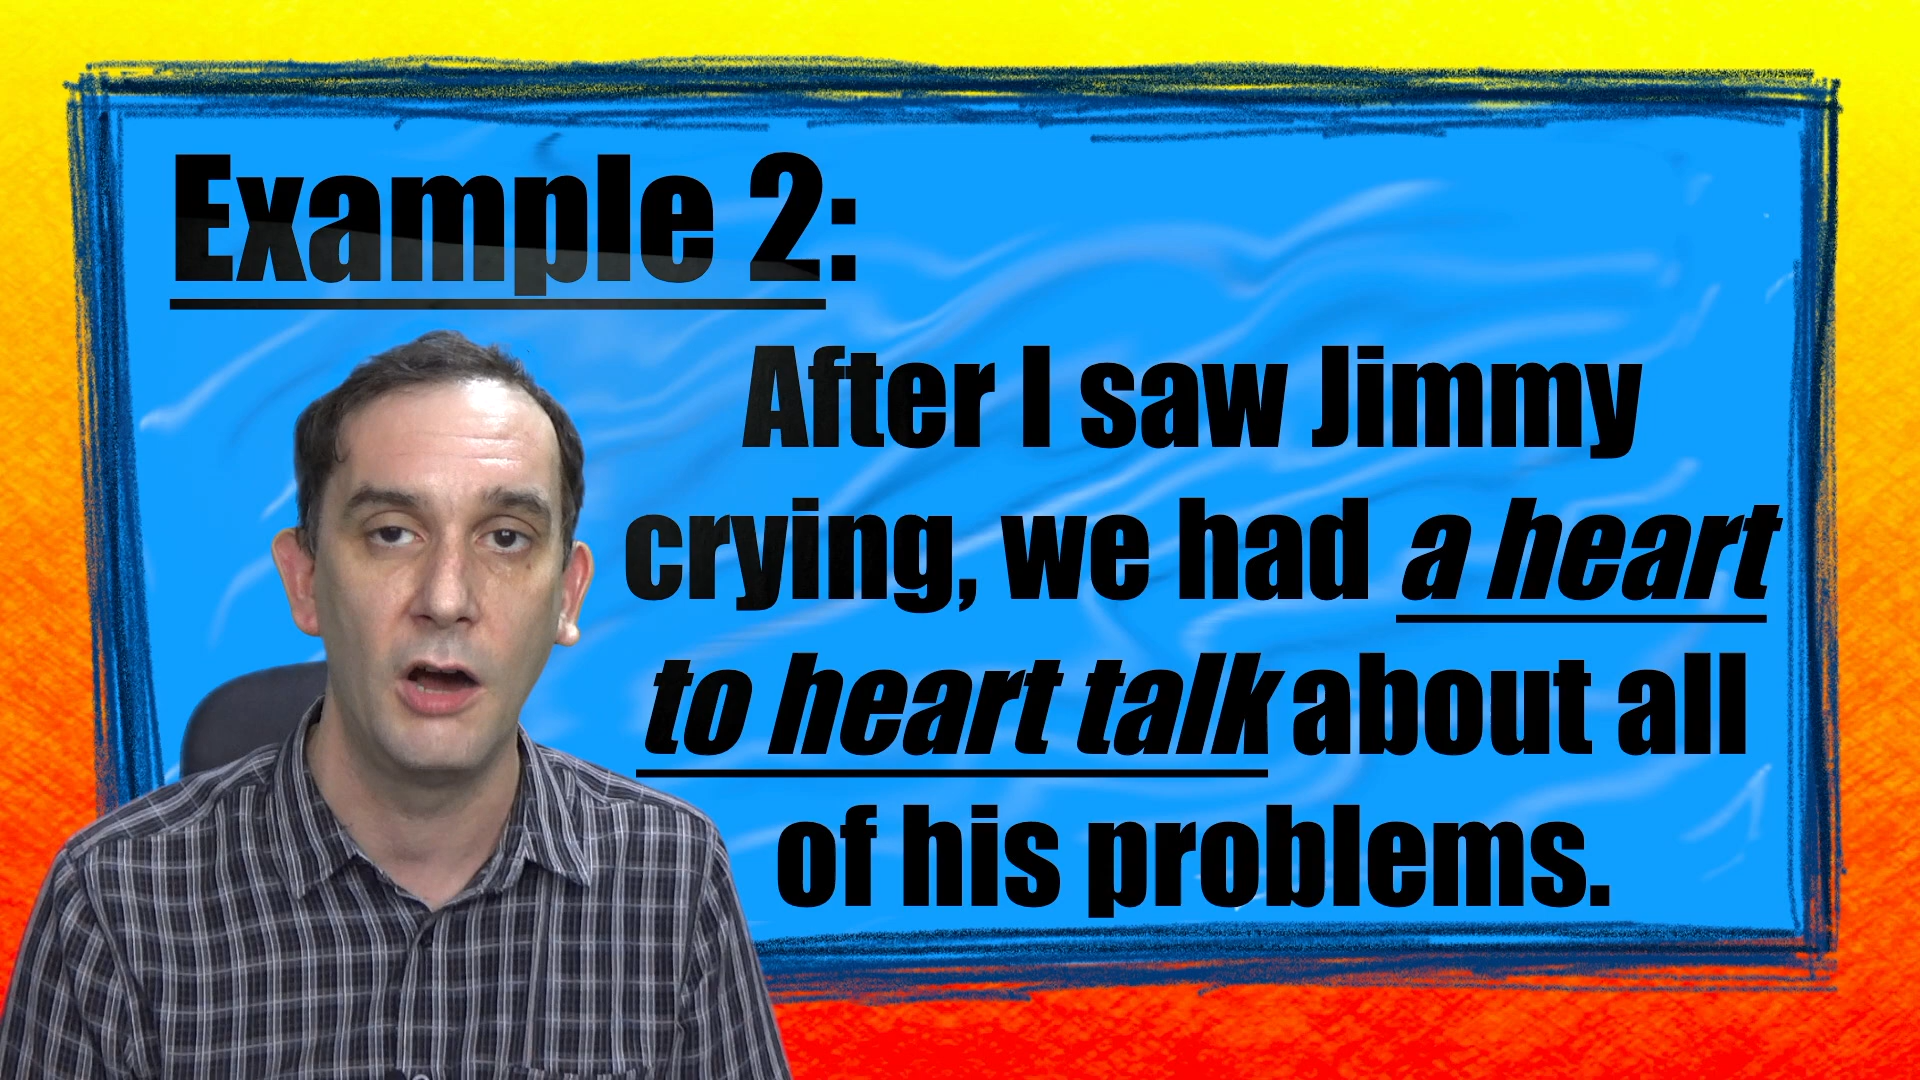 Example 2:
After I saw Jimmy
crying, we had a heart
to heart talk about all
of his problems.